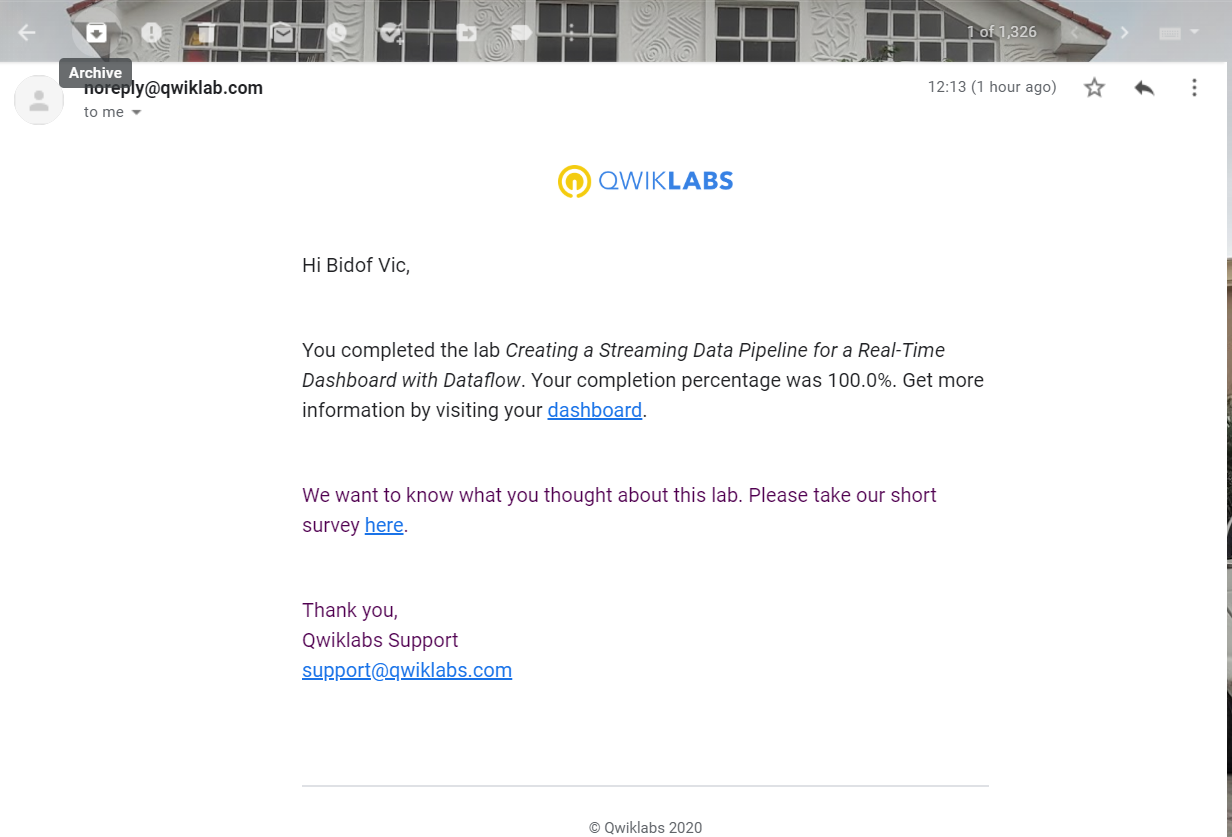 1 of 1,326
Archive
noreply@qwiklab.com
12:13 (1 hour ago)
to me
QWIKLABS
Hi Bidof Vic,
You completed the lab Creating a Streaming Data Pipeline for a Real-Time
Dashboard with Dataflow. Your completion percentage was 100.0%. Get more
information by visiting your dashboard.
We want to know what you thought about this lab. Please take our short
survey here.
Thank you,
Qwiklabs Support
support@qwiklabs.com
© Qwiklabs 2020